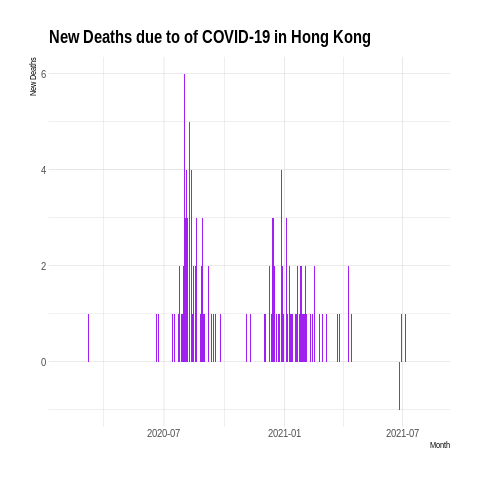 New Deaths due to of COVID-19 in Hong Kong
New Deaths
6
4
2
0
2020-07
2021-01
2021-07
Month